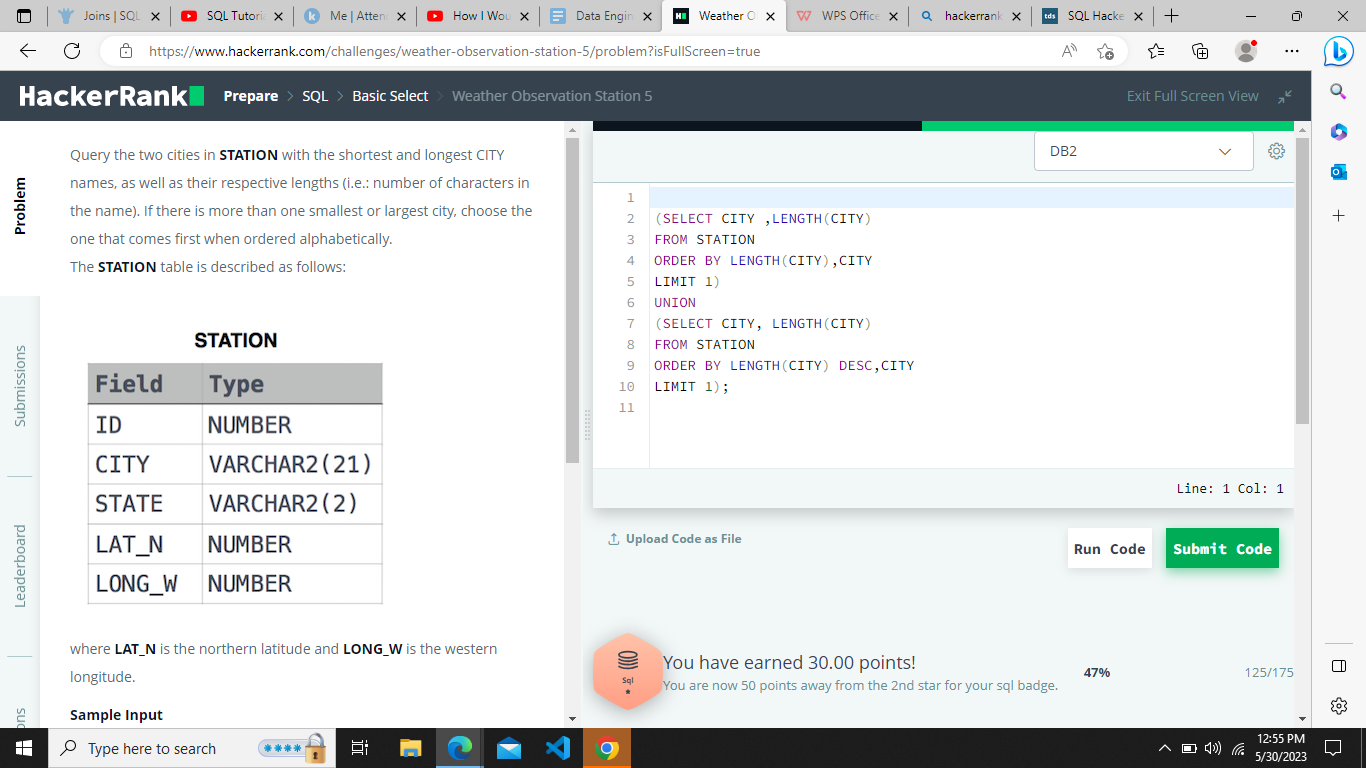 Joins | SQL
SQL Tutori
Me | Atten
How I Wou
Data Engin
Weather O
WPS Office
hackerrank
SQL Hacke
https://www.hackerrank.com/challenges/weather-observation-station-5/problem?isFullScreen=true
HackerRank
Prepare > SQL > Basic Select > Weather Observation Station 5
Exit Full Screen View
Problem
Submissions
Leaderboard
Query the two cities in STATION with the shortest and longest CITY
names, as well as their respective lengths (i.e.: number of characters in
the name). If there is more than one smallest or largest city, choose the
one that comes first when ordered alphabetically.
The STATION table is described as follows:
STATION
Field Type
ID NUMBER
CITY VARCHAR2(21)
STATE VARCHAR2(2)
LAT_N NUMBER
LONG_W NUMBER
where LAT_N is the northern latitude and LONG_W is the western
longitude.
Sample Input
DB2
1
2 (SELECT CITY ,LENGTH(CITY)
3 FROM STATION
4 ORDER BY LENGTH(CITY),CITY
5 LIMIT 1)
6 UNION
7 (SELECT CITY, LENGTH(CITY)
8 FROM STATION
9 ORDER BY LENGTH(CITY) DESC,CITY
10 LIMIT 1);
11
Line: 1 Col: 1
Upload Code as File
Run Code
Submit Code
Sql
You have earned 30.00 points!
You are now 50 points away from the 2nd star for your sql badge.
47%
125/175
Type here to search
12:55 PM
5/30/2023